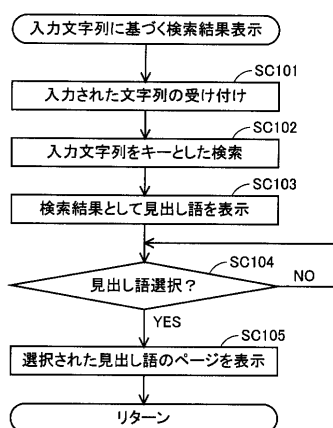 入力文字列に基づく検索結果表示
SC101
入力された文字列の受け付け
SC102
入力文字列をキーとした検索
SC103
検索結果として見出し語を表示
SC104
見出し語選択?
NO
YES
SC105
選択された見出し語のページを表示
リターン